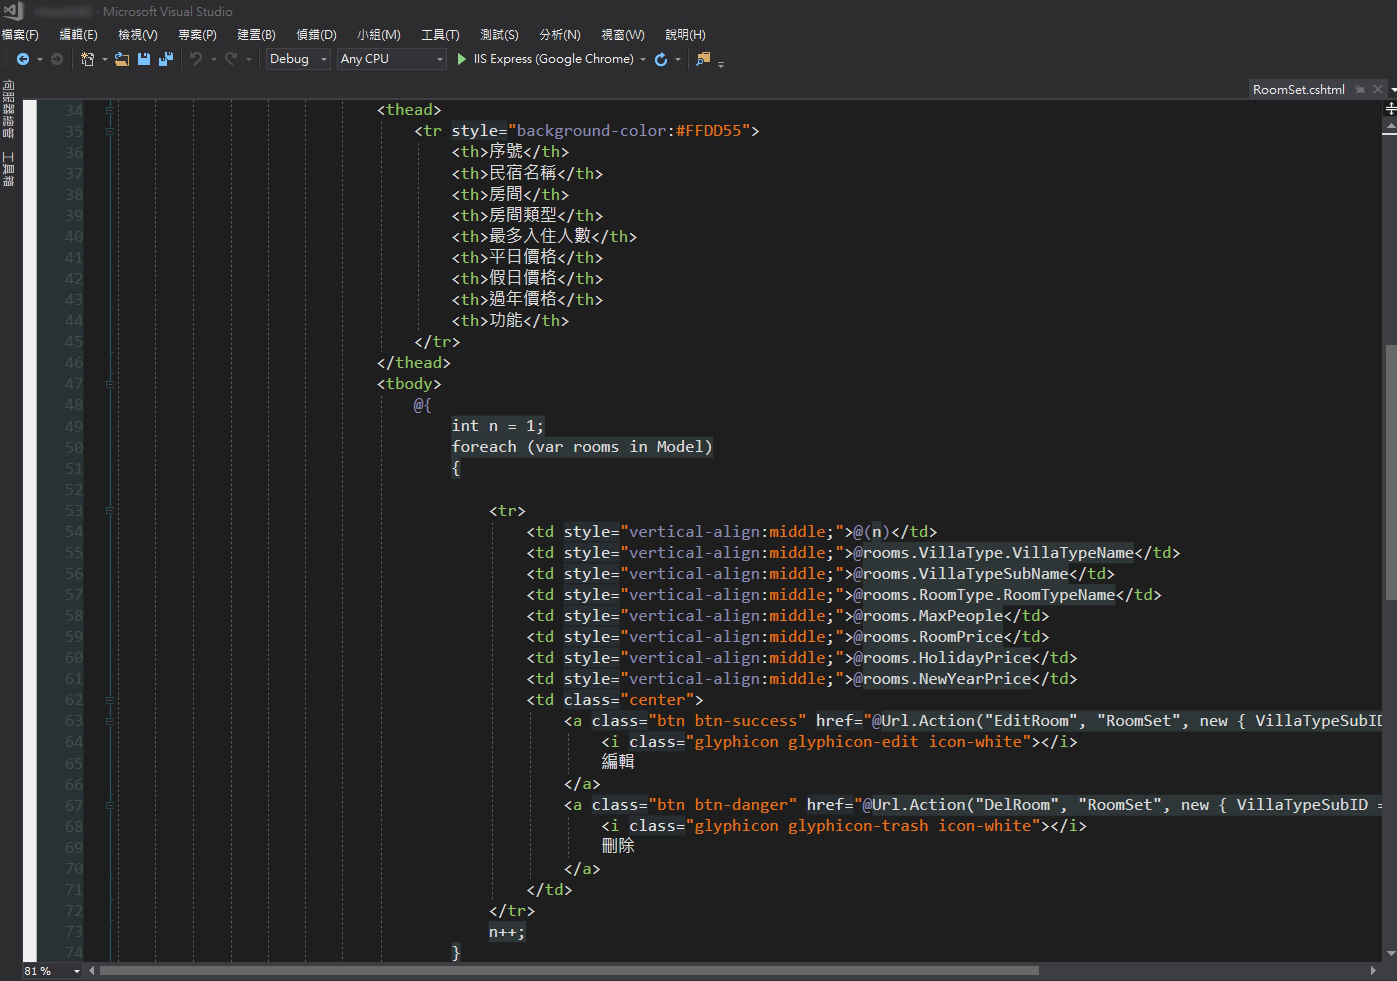 - Microsoft Visual Studio
檔案(F) 編輯(E) 檢視(V) 專案(P) 建置(B) 偵錯(D) 小組(M) 工具(T) 測試(S) 分析(N) 視窗(W) 說明(H)
Debug Any CPU IIS Express (Google Chrome)
伺服器總管
工具箱
RoomSet.cshtml
34 <thead>
35 <tr style="background-color:#FFDD55">
36 <th>序號</th>
37 <th>民宿名稱</th>
38 <th>房間</th>
39 <th>房間類型</th>
40 <th>最多入住人數</th>
41 <th>平日價格</th>
42 <th>假日價格</th>
43 <th>過年價格</th>
44 <th>功能</th>
45 </tr>
46 </thead>
47 <tbody>
48 @{
49 int n = 1;
50 foreach (var rooms in Model)
51 {
52
53 <tr>
54 <td style="vertical-align:middle;">@(n)</td>
55 <td style="vertical-align:middle;">@rooms.VillaType.VillaTypeName</td>
56 <td style="vertical-align:middle;">@rooms.VillaTypeSubName</td>
57 <td style="vertical-align:middle;">@rooms.RoomType.RoomTypeName</td>
58 <td style="vertical-align:middle;">@rooms.MaxPeople</td>
59 <td style="vertical-align:middle;">@rooms.RoomPrice</td>
60 <td style="vertical-align:middle;">@rooms.HolidayPrice</td>
61 <td style="vertical-align:middle;">@rooms.NewYearPrice</td>
62 <td class="center">
63 <a class="btn btn-success" href="@Url.Action("EditRoom", "RoomSet", new { VillaTypeSubID
64 <i class="glyphicon glyphicon-edit icon-white"></i>
65 編輯
66 </a>
67 <a class="btn btn-danger" href="@Url.Action("DelRoom", "RoomSet", new { VillaTypeSubID =
68 <i class="glyphicon glyphicon-trash icon-white"></i>
69 刪除
70 </a>
71 </td>
72 </tr>
73 n++;
74 }
81 %